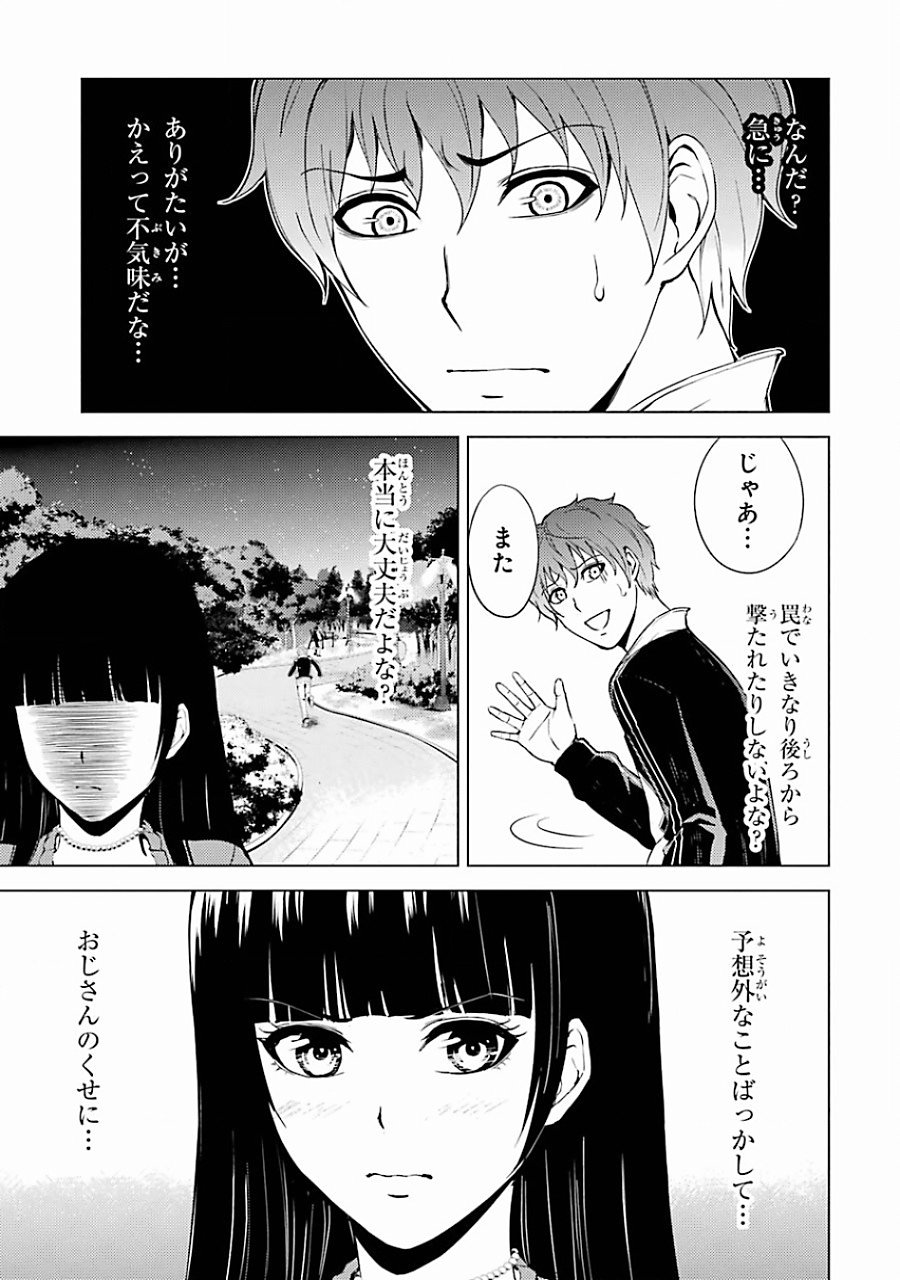 なんだ?
急に…
ありがたいが…
かえって不気味だな…
じゃあ…
罠でいきなり後ろから
撃たれたりしないよな?
また
本当に大丈夫だよな?
予想外なことばっかして…
おじさんのくせに…